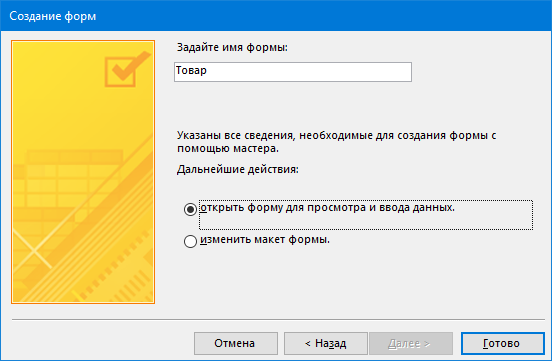 Создание форм
Задайте имя формы:
Товар
Указаны все сведения, необходимые для создания формы с
помощью мастера.
Дальнейшие действия:
открыть форму для просмотра и ввода данных.
изменить макет формы.
Отмена
< Назад
Далее >
Готово